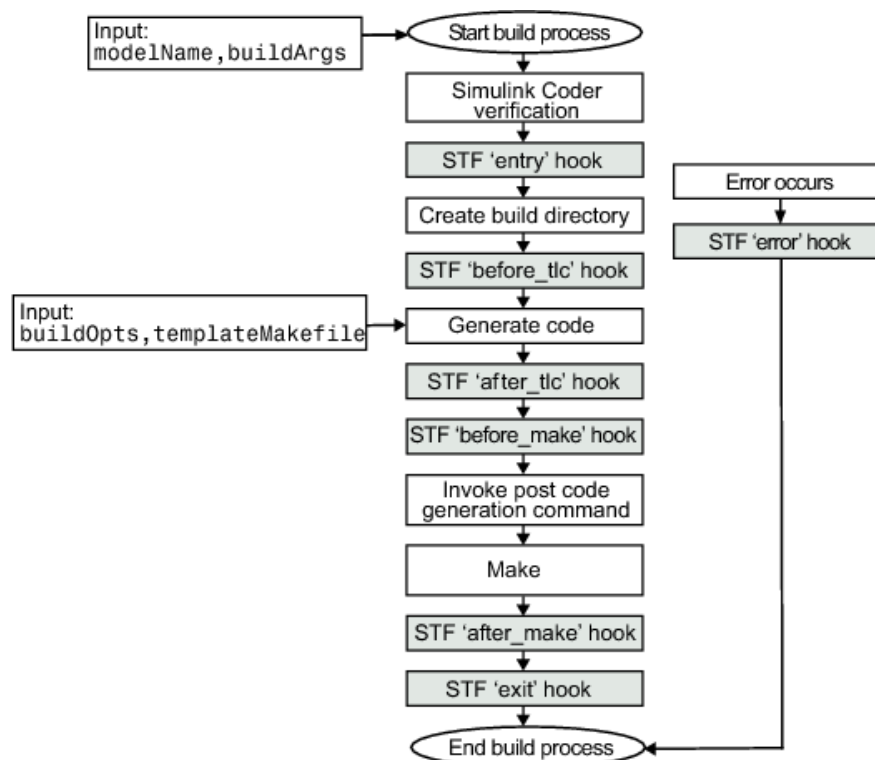 Input:
modelName,buildArgs
Start build process
Simulink Coder
verification
STF ‘entry’ hook
Create build directory
STF ‘before_tlc’ hook
Input:
buildOpts,templateMakefile
Generate code
STF ‘after_tlc’ hook
STF ‘before_make’ hook
Invoke post code
generation command
Make
STF ‘after_make’ hook
STF ‘exit’ hook
End build process
Error occurs
STF ‘error’ hook